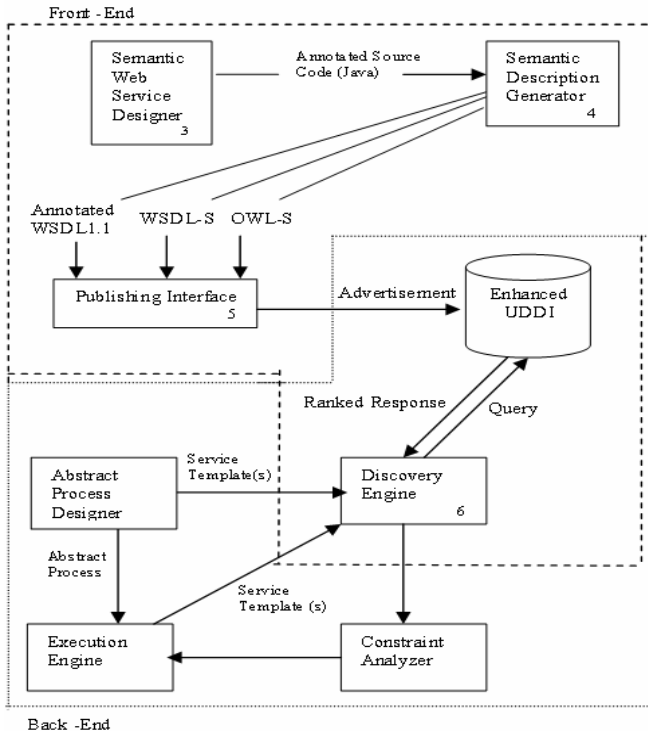 Front - End
Semantic
Web
Service
Designer
3
Annotated Source
Code (Java)
Semantic
Description
Generator
4
Annotated
WSDL1.1
WSDL-S
OWL-S
Publishing Interface
5
Advertisement
Enhanced
UDDI
Ranked Response
Query
Abstract
Process
Designer
Service
Template(s)
Discovery
Engine
6
Abstract
Process
Service
Template (s)
Execution
Engine
Constraint
Analyzer
Back - End